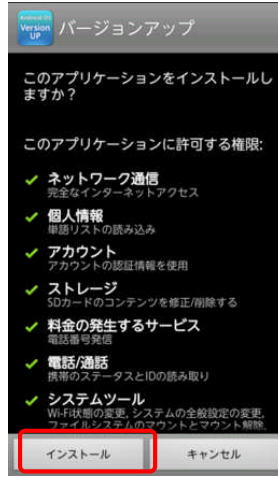 Android OS
Version
UP
バージョンアップ
このアプリケーションをインストールし
ますか？
このアプリケーションに許可する権限:
ネットワーク通信
完全なインターネットアクセス
個人情報
単語リストの読み込み
アカウント
アカウントの認証情報を使用
ストレージ
SDカードのコンテンツを修正/削除する
料金の発生するサービス
電話番号発信
電話/通話
携帯のステータスとIDの読み取り
システムツール
Wi-Fi状態の変更, システムの全般設定の変更,
ファイルシステムのマウントとマウント解除,
インストール
キャンセル